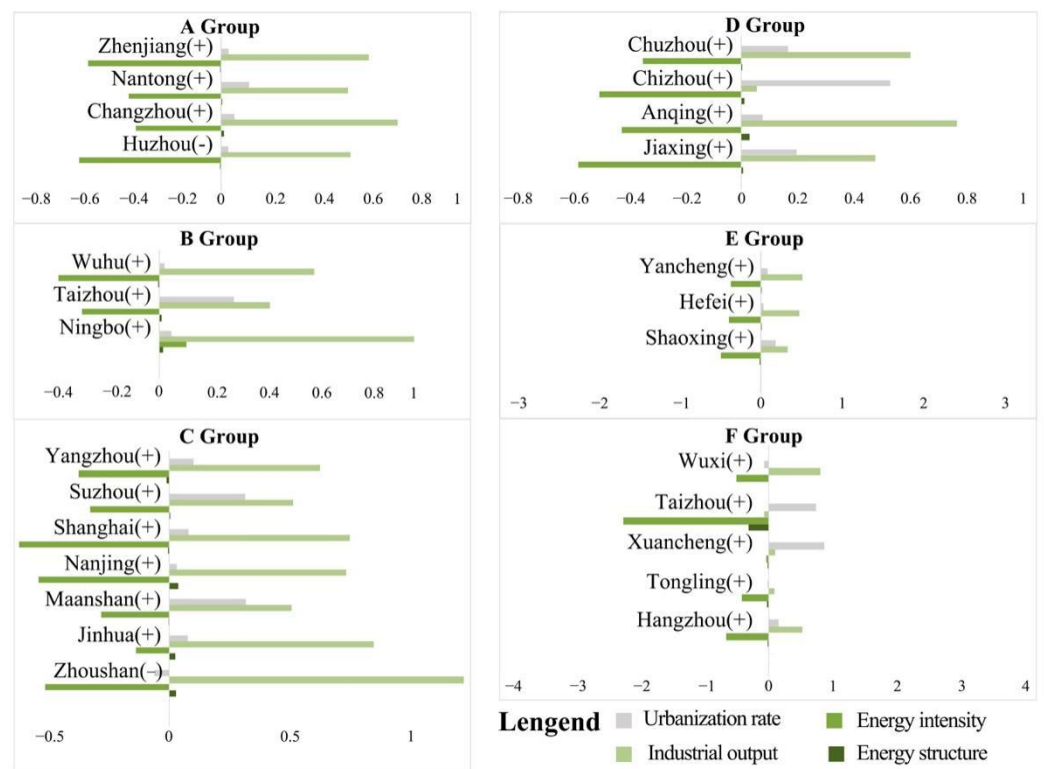 A Group
Zhenjiang(+)
Nantong(+)
Changzhou(+)
Huzhou(-)
−0.8 −0.6 −0.4 −0.2 0 0.2 0.4 0.6 0.8 1
B Group
Wuhu(+)
Taizhou(+)
Ningbo(+)
−0.4 −0.2 0 0.2 0.4 0.6 0.8 1
C Group
Yangzhou(+)
Suzhou(+)
Shanghai(+)
Nanjing(+)
Maanshan(+)
Jinhua(+)
Zhoushan(−)
−0.5 0 0.5 1
D Group
Chuzhou(+)
Chizhou(+)
Anqing(+)
Jiaxing(+)
−0.8 −0.6 −0.4 −0.2 0 0.2 0.4 0.6 0.8 1
E Group
Yancheng(+)
Hefei(+)
Shaoxing(+)
−3 −2 −1 0 1 2 3
F Group
Wuxi(+)
Taizhou(+)
Xuancheng(+)
Tongling(+)
Hangzhou(+)
−4 −3 −2 −1 0 1 2 3 4
Lengend Urbanization rate Energy intensity
Industrial output Energy structure